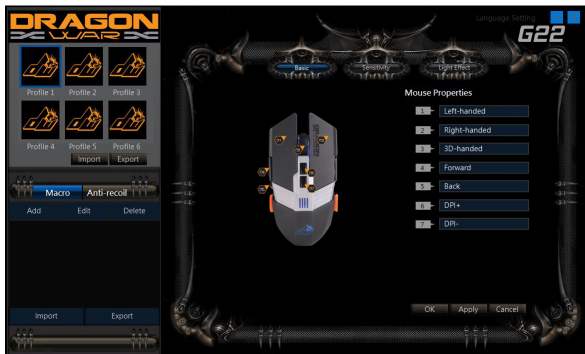 DRAGON
WAR
Language Setting
G22
Profile 1
Profile 2
Profile 3
Profile 4
Profile 5
Profile 6
Import
Export
Macro
Anti-recoil
Add
Edit
Delete
Import
Export
Basic
Sensitivity
Light Effect
Mouse Properties
1 Left-handed
2 Right-handed
3 3D-handed
4 Forward
5 Back
6 DPI+
7 DPI-
OK
Apply
Cancel